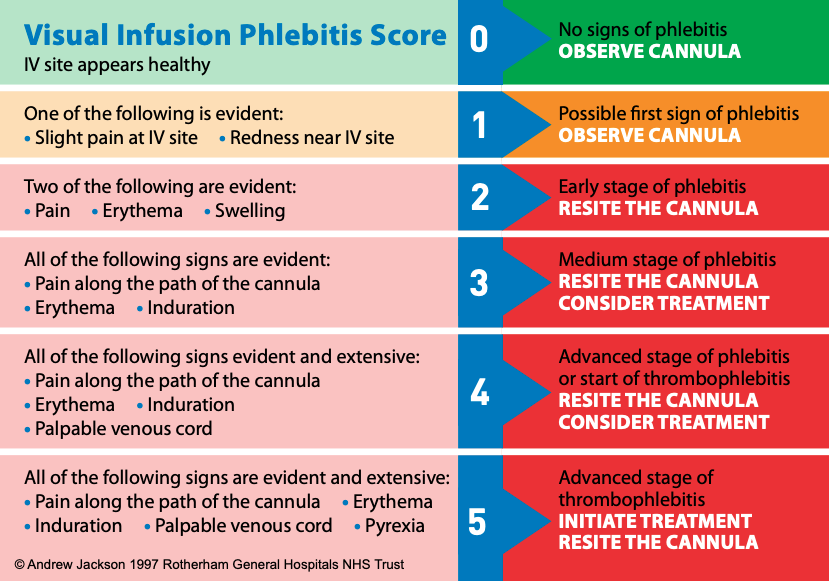 Visual Infusion Phlebitis Score
IV site appears healthy
0
No signs of phlebitis
OBSERVE CANNULA
One of the following is evident:
• Slight pain at IV site • Redness near IV site
1
Possible first sign of phlebitis
OBSERVE CANNULA
Two of the following are evident:
• Pain • Erythema • Swelling
2
Early stage of phlebitis
RESITE THE CANNULA
All of the following signs are evident:
• Pain along the path of the cannula
• Erythema • Induration
3
Medium stage of phlebitis
RESITE THE CANNULA
CONSIDER TREATMENT
All of the following signs evident and extensive:
• Pain along the path of the cannula
• Erythema • Induration
• Palpable venous cord
4
Advanced stage of phlebitis
or start of thrombophlebitis
RESITE THE CANNULA
CONSIDER TREATMENT
All of the following signs are evident and extensive:
• Pain along the path of the cannula • Erythema
• Induration • Palpable venous cord • Pyrexia
5
Advanced stage of
thrombophlebitis
INITIATE TREATMENT
RESITE THE CANNULA
© Andrew Jackson 1997 Rotherham General Hospitals NHS Trust